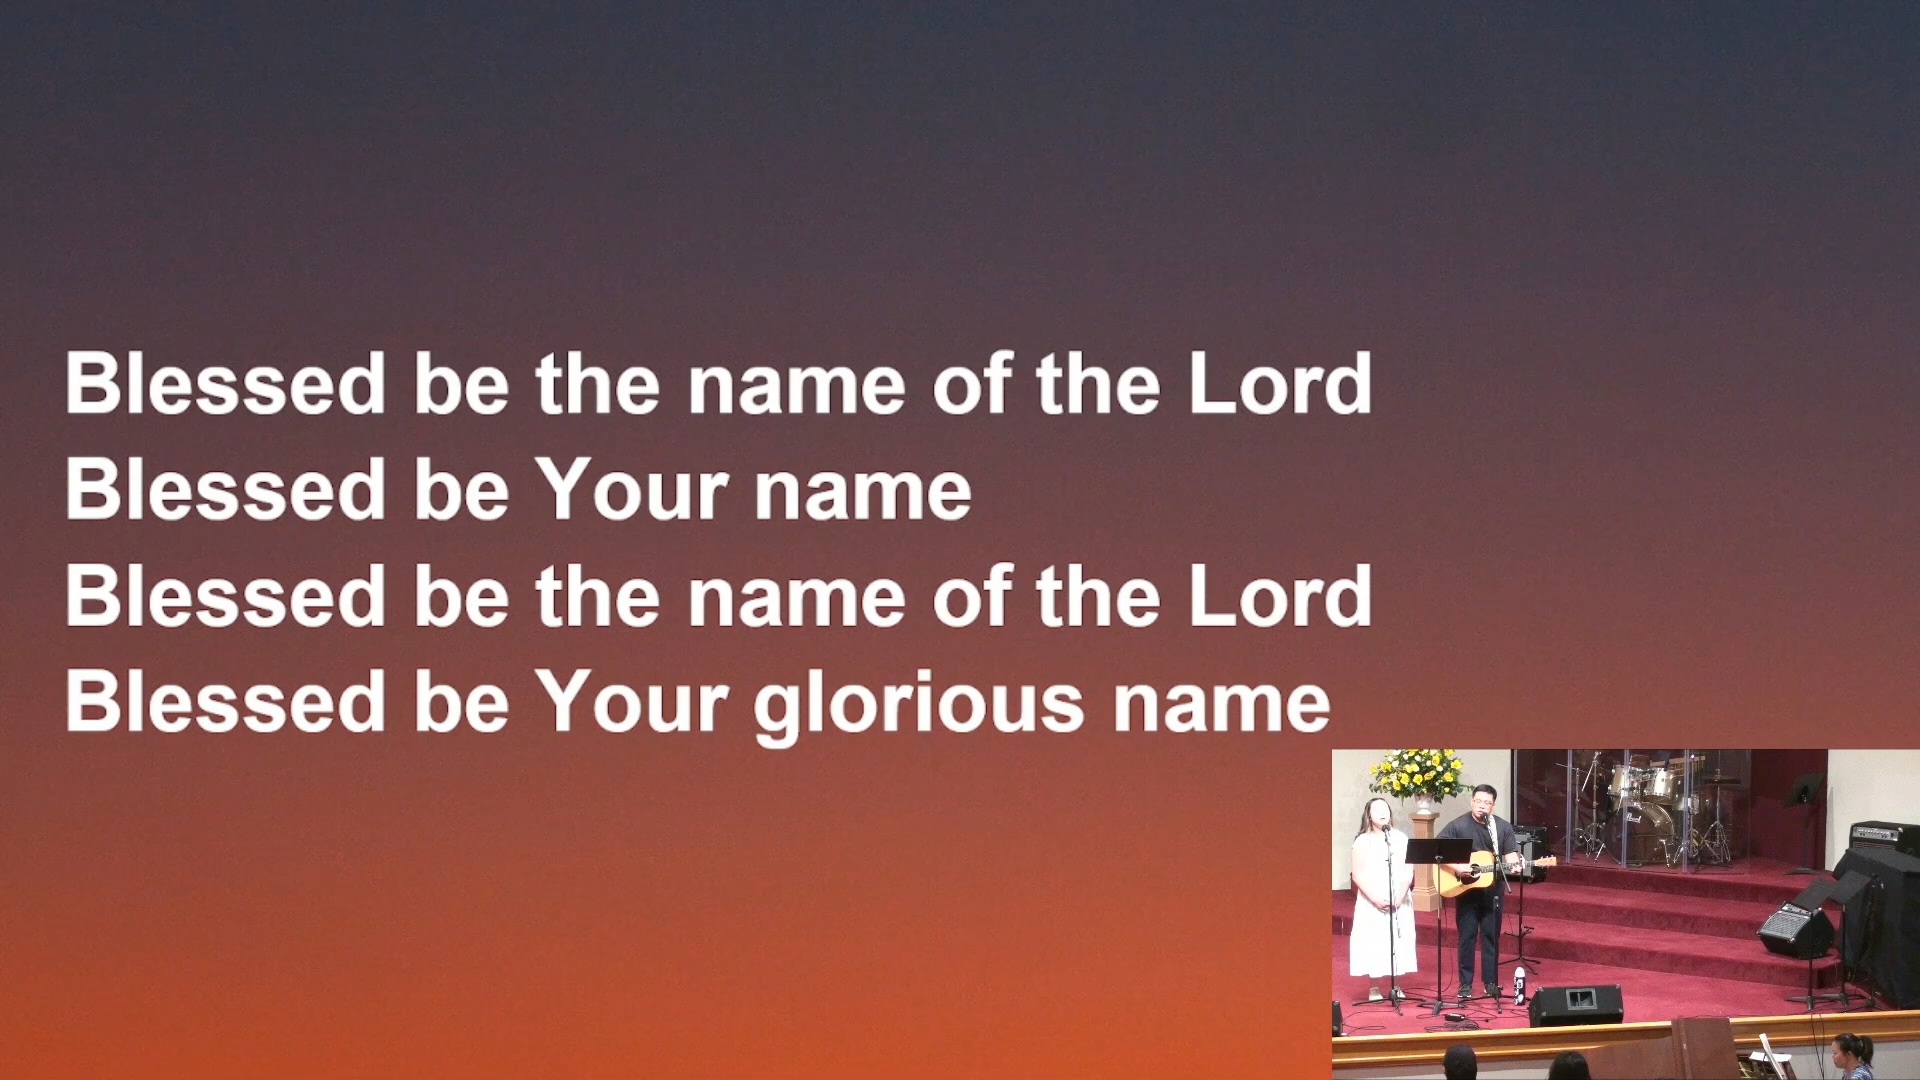 Blessed be the name of the Lord
Blessed be Your name
Blessed be the name of the Lord
Blessed be Your glorious name
Pearl